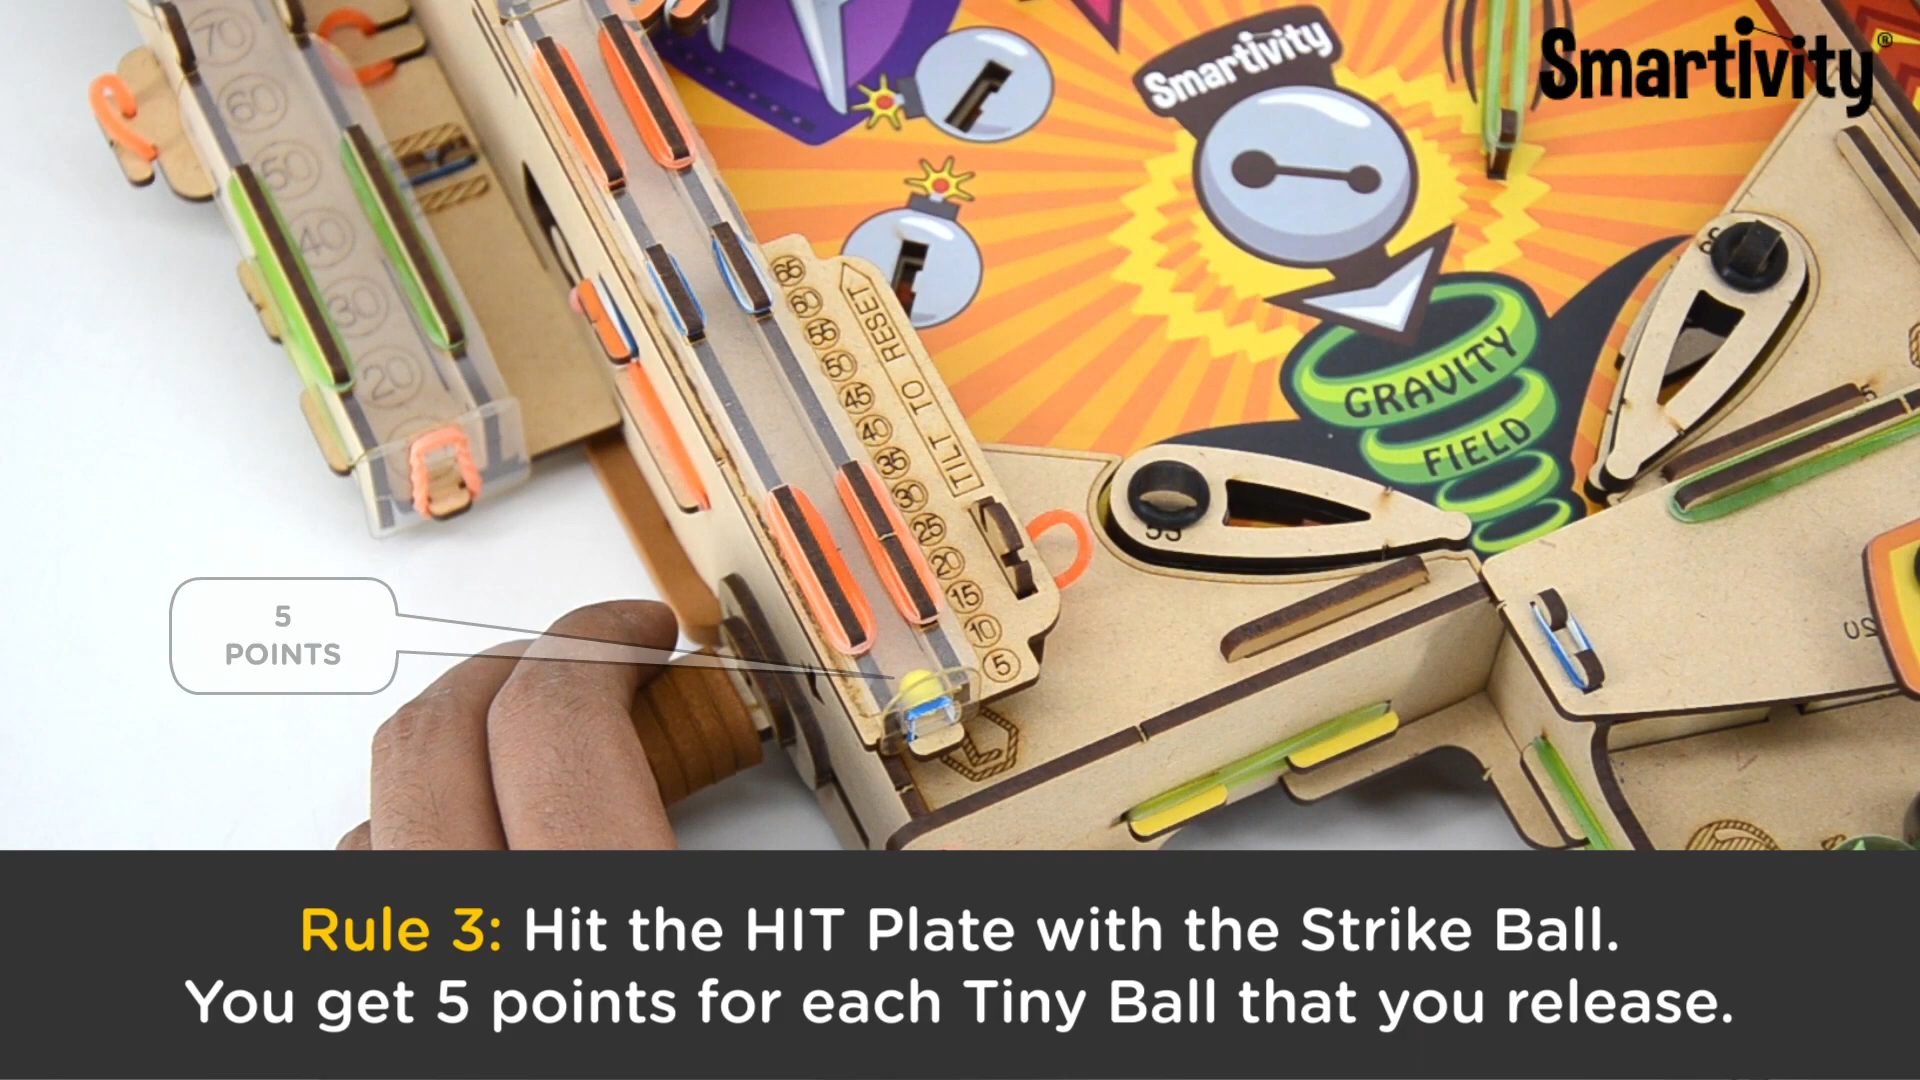 Smartivity®
Smartivity
70
60
50
40
30
20
65
60
55
50
45
40
35
30
25
20
15
10
5
TILT TO RESET
GRAVITY
FIELD
5
POINTS
Rule 3: Hit the HIT Plate with the Strike Ball.
You get 5 points for each Tiny Ball that you release.